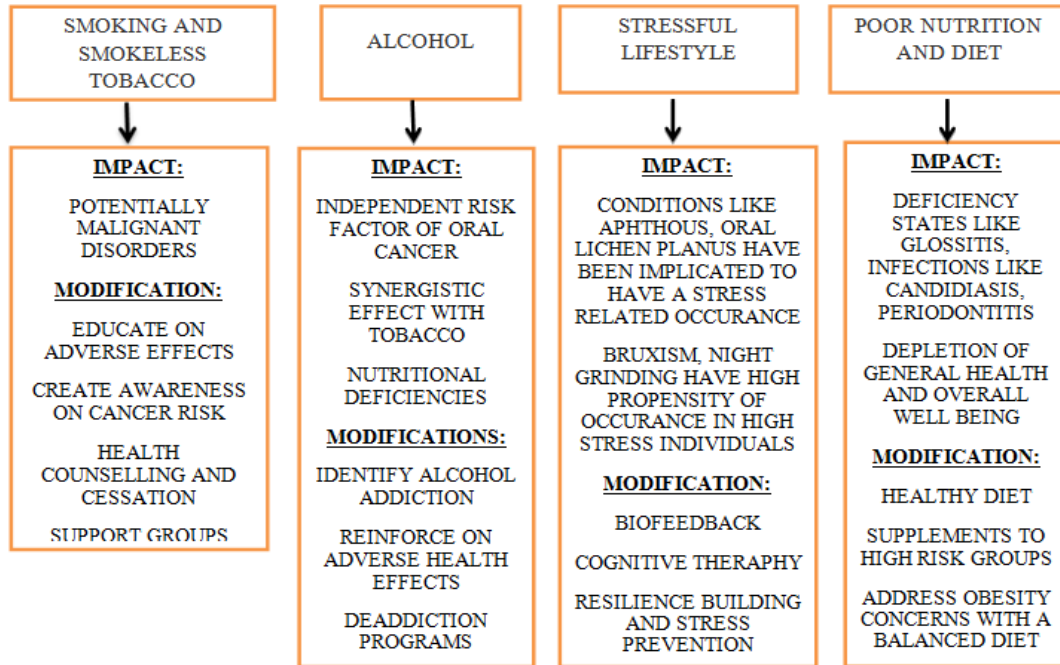 SMOKING AND
SMOKELESS
TOBACCO
ALCOHOL
STRESSFUL
LIFESTYLE
POOR NUTRITION
AND DIET
IMPACT:
POTENTIALLY
MALIGNANT
DISORDERS
MODIFICATION:
EDUCATE ON
ADVERSE EFFECTS
CREATE AWARENESS
ON CANCER RISK
HEALTH
COUNSELLING AND
CESSATION
SUPPORT GROUPS
IMPACT:
INDEPENDENT RISK
FACTOR OF ORAL
CANCER
SYNERGISTIC
EFFECT WITH
TOBACCO
NUTRITIONAL
DEFICIENCIES
MODIFICATIONS:
IDENTIFY ALCOHOL
ADDICTION
REINFORCE ON
ADVERSE HEALTH
EFFECTS
DEADDICTION
PROGRAMS
IMPACT:
CONDITIONS LIKE
APHTHOUS, ORAL
LICHEN PLANUS HAVE
BEEN IMPLICATED TO
HAVE A STRESS
RELATED OCCURANCE
BRUXISM, NIGHT
GRINDING HAVE HIGH
PROPENSITY OF
OCCURANCE IN HIGH
STRESS INDIVIDUALS
MODIFICATION:
BIOFEEDBACK
COGNITIVE THERAPHY
RESILIENCE BUILDING
AND STRESS
PREVENTION
IMPACT:
DEFICIENCY
STATES LIKE
GLOSSITIS,
INFECTIONS LIKE
CANDIDIASIS,
PERIODONTITIS
DEPLETION OF
GENERAL HEALTH
AND OVERALL
WELL BEING
MODIFICATION:
HEALTHY DIET
SUPPLEMENTS TO
HIGH RISK GROUPS
ADDRESS OBESITY
CONCERNS WITH A
BALANCED DIET